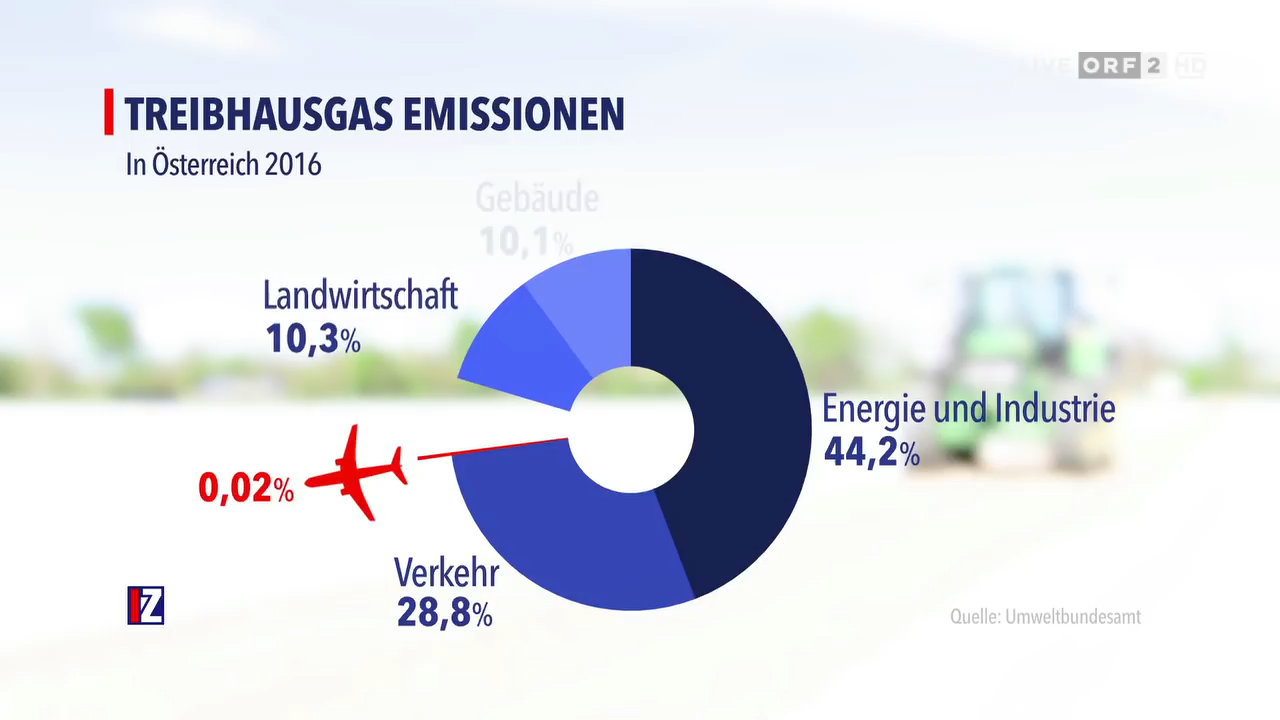 LIVE ORF 2 HD
TREIBHAUSGAS EMISSIONEN
In Österreich 2016
Gebäude
10,1%
Landwirtschaft
10,3%
Energie und Industrie
44,2%
0,02%
Verkehr
28,8%
Z
Quelle: Umweltbundesamt